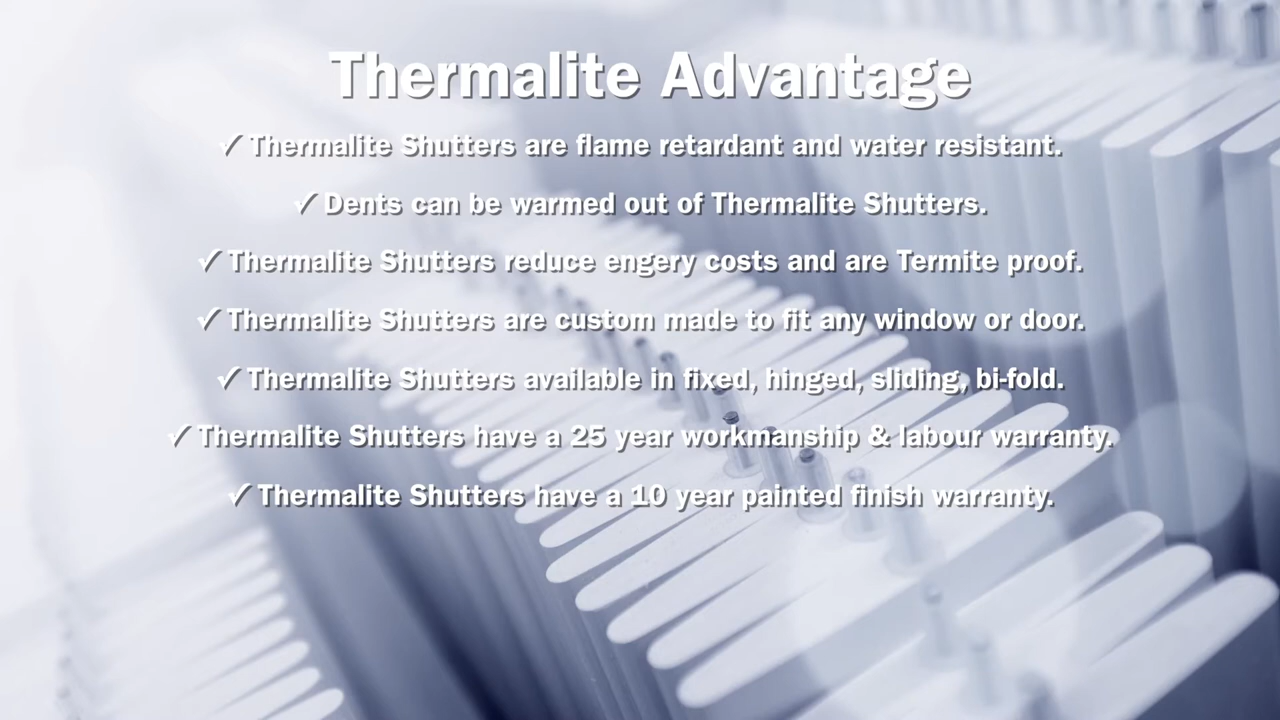 Thermalite Advantage
✓ Thermalite Shutters are flame retardant and water resistant.
✓ Dents can be warmed out of Thermalite Shutters.
✓ Thermalite Shutters reduce engery costs and are Termite proof.
✓ Thermalite Shutters are custom made to fit any window or door.
✓ Thermalite Shutters available in fixed, hinged, sliding, bi-fold.
✓ Thermalite Shutters have a 25 year workmanship & labour warranty.
✓ Thermalite Shutters have a 10 year painted finish warranty.